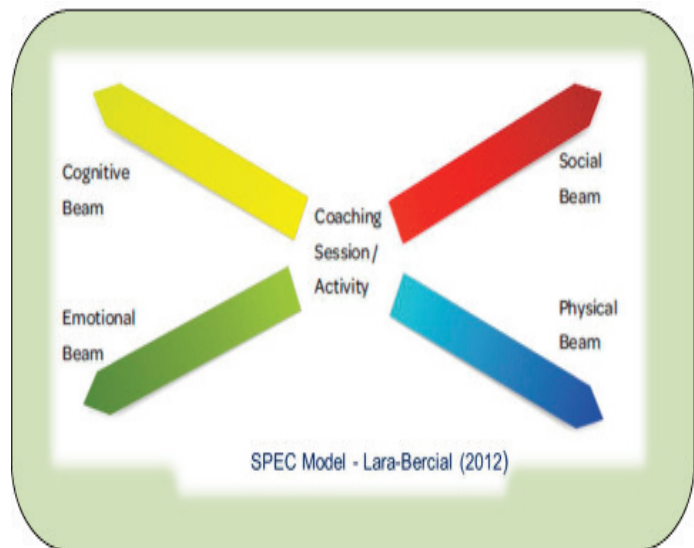 Cognitive
Beam
Social
Beam
Coaching
Session/
Activity
Emotional
Beam
Physical
Beam
SPEC Model - Lara-Bercial (2012)